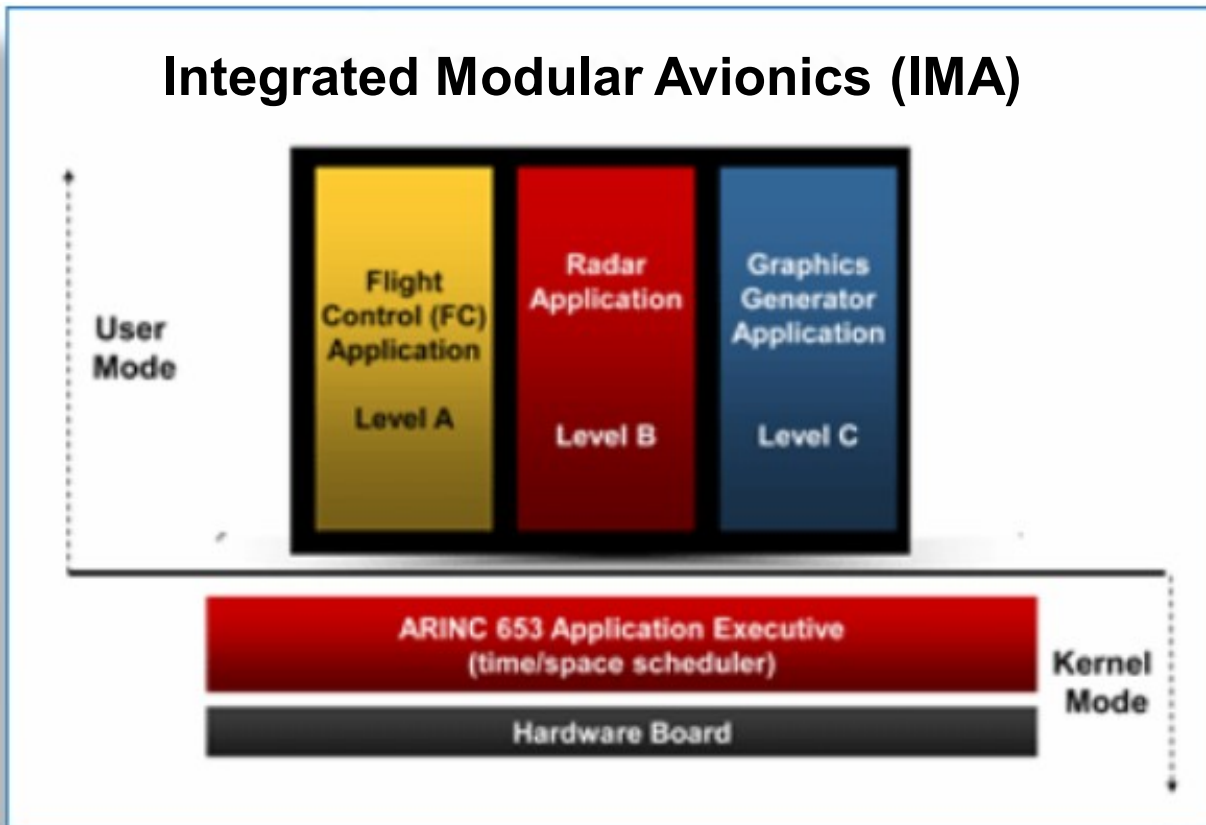 Integrated Modular Avionics (IMA)
User
Mode
Flight
Control (FC)
Application
Level A
Radar
Application
Level B
Graphics
Generator
Application
Level C
ARINC 653 Application Executive
(time/space scheduler)
Kernel
Mode
Hardware Board